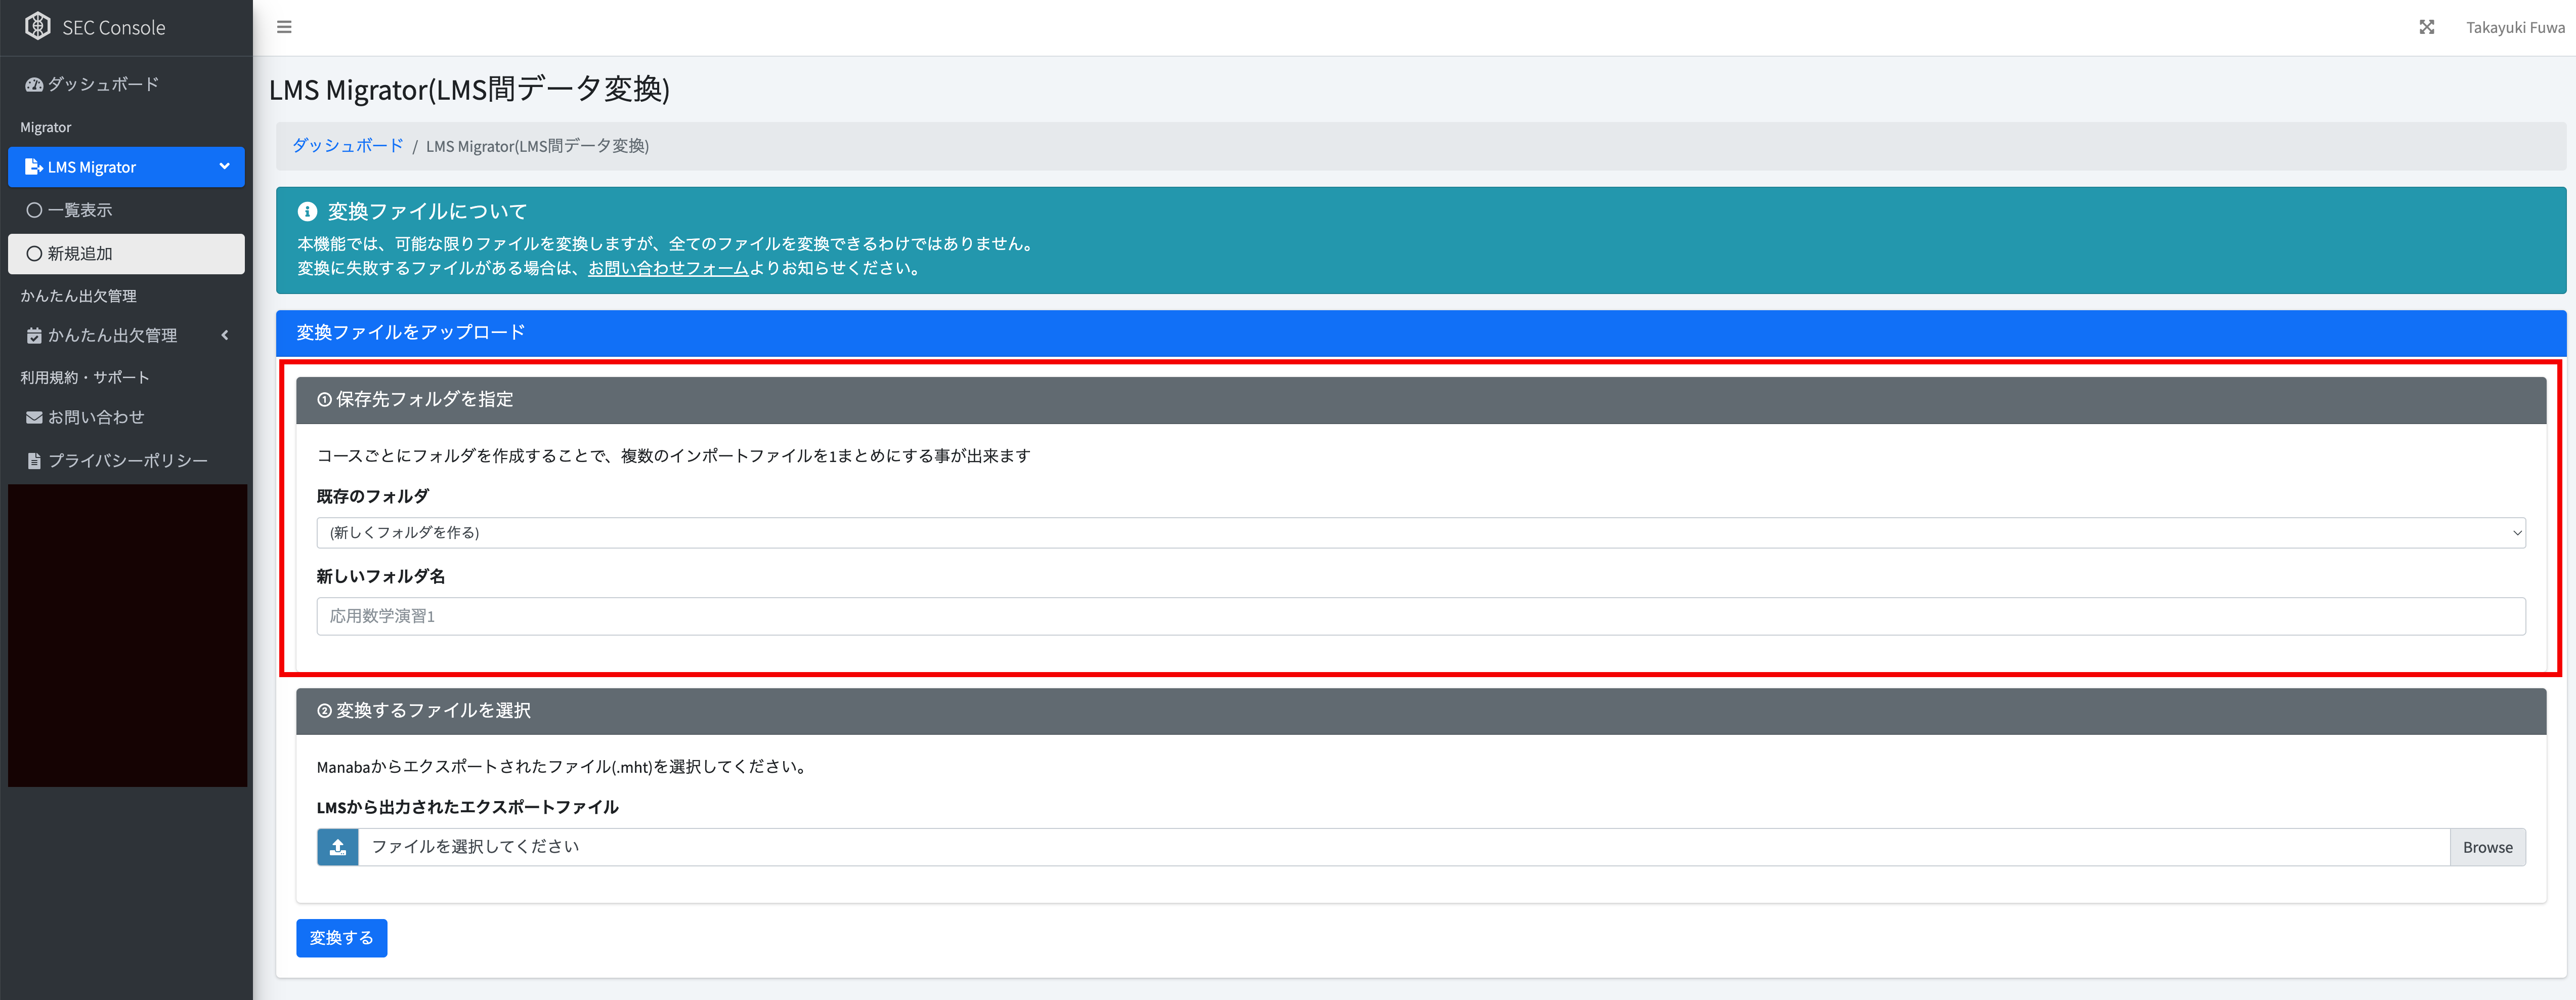 SEC Console
Takayuki Fuwa
ダッシュボード
Migrator
LMS Migrator
一覧表示
新規追加
かんたん出欠管理
かんたん出欠管理
利用規約・サポート
お問い合わせ
プライバシーポリシー
LMS Migrator(LMS間データ変換)
ダッシュボード / LMS Migrator(LMS間データ変換)
変換ファイルについて
本機能では、可能な限りファイルを変換しますが、全てのファイルを変換できるわけではありません。
変換に失敗するファイルがある場合は、お問い合わせフォームよりお知らせください。
変換ファイルをアップロード
① 保存先フォルダを指定
コースごとにフォルダを作成することで、複数のインポートファイルを1まとめにする事が出来ます
既存のフォルダ
(新しくフォルダを作る)
新しいフォルダ名
応用数学演習1
② 変換するファイルを選択
Manabaからエクスポートされたファイル(.mht)を選択してください。
LMSから出力されたエクスポートファイル
ファイルを選択してください Browse
変換する